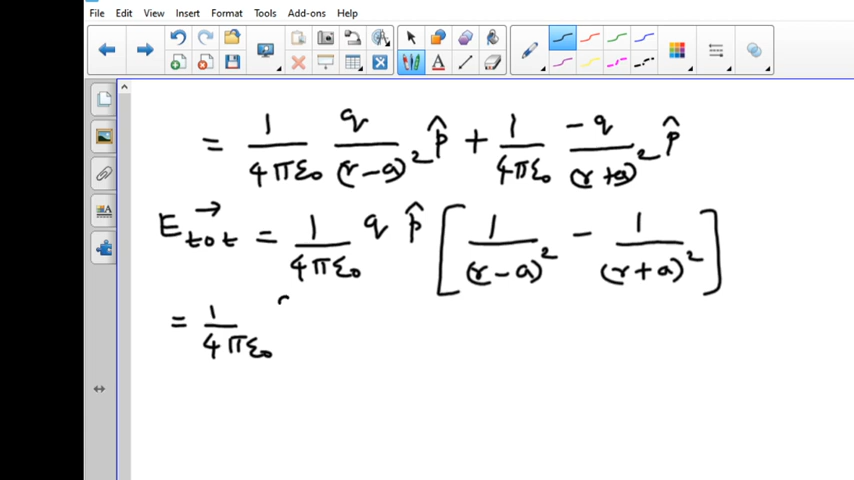 File Edit View Insert Format Tools Add-ons Help
= 1/4πε₀ q/(r-a)² p̂ + 1/4πε₀ -q/(r+a)² p̂
E⃗ₜₒₜ = 1/4πε₀ q p̂ [1/(r-a)² - 1/(r+a)²]
= 1/4πε₀